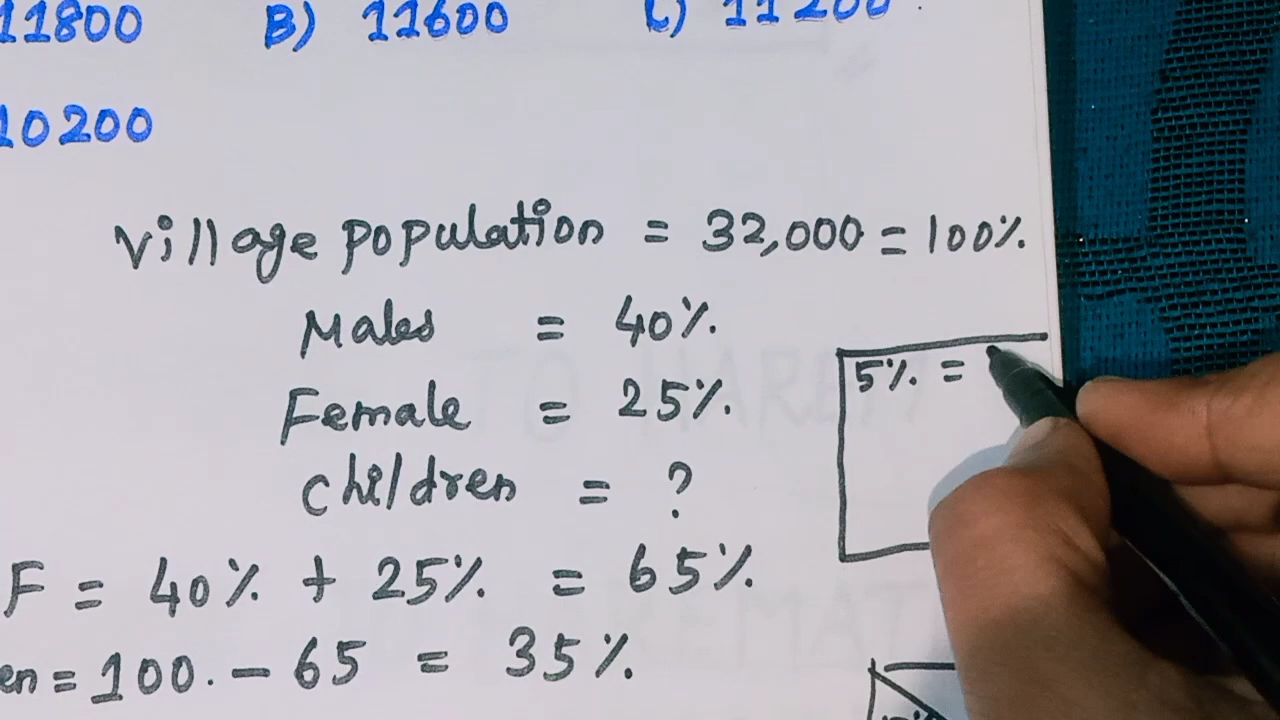 11800 B) 11600 C) 11200
10200
Village population = 32,000 = 100%.
Males = 40%.
Female = 25%.
children = ?
5%. =
F = 40%. + 25%. = 65%.
en = 100. - 65 = 35%.